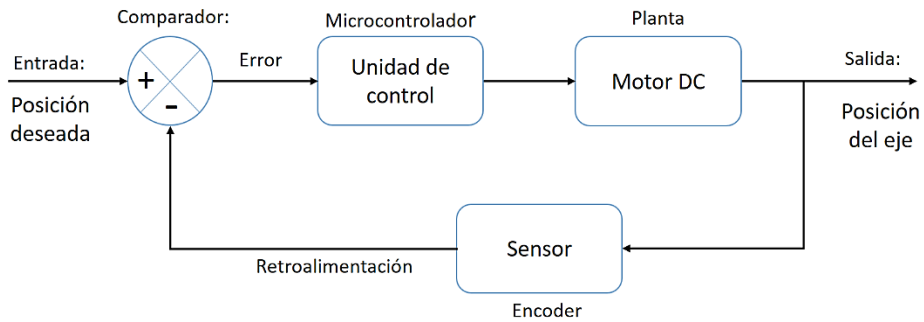 Comparador:
Microcontrolador
Planta
Entrada:
Error
Unidad de
control
Motor DC
Salida:
+
-
Posición
deseada
Posición
del eje
Sensor
Retroalimentación
Encoder